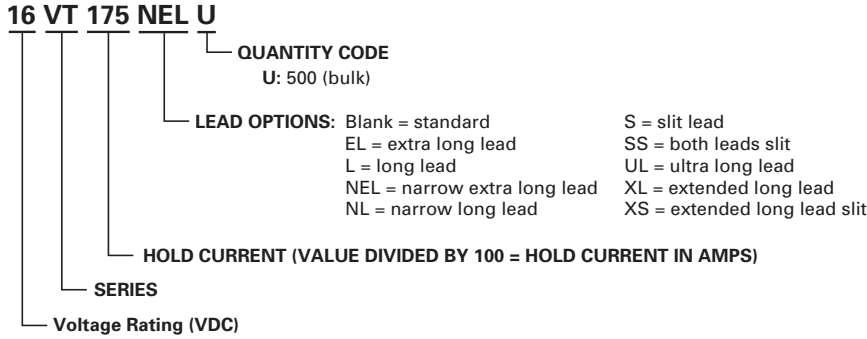 16 VT 175 NEL U
QUANTITY CODE
U: 500 (bulk)
LEAD OPTIONS: Blank = standard S = slit lead
EL = extra long lead SS = both leads slit
L = long lead UL = ultra long lead
NEL = narrow extra long lead XL = extended long lead
NL = narrow long lead XS = extended long lead slit
HOLD CURRENT (VALUE DIVIDED BY 100 = HOLD CURRENT IN AMPS)
SERIES
Voltage Rating (VDC)